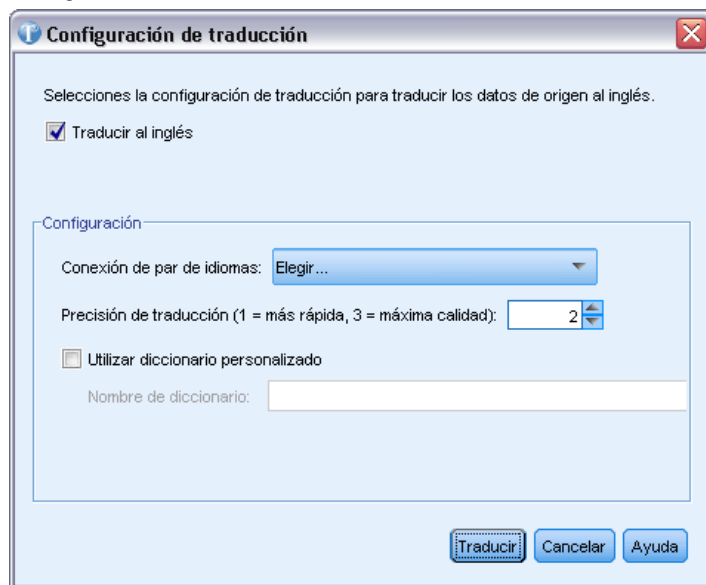 Configuración de traducción
Selecciones la configuración de traducción para traducir los datos de origen al inglés.
Traducir al inglés
Configuración
Conexión de par de idiomas: Elegir...
Precisión de traducción (1 = más rápida, 3 = máxima calidad): 2
Utilizar diccionario personalizado
Nombre de diccionario:
Traducir Cancelar Ayuda